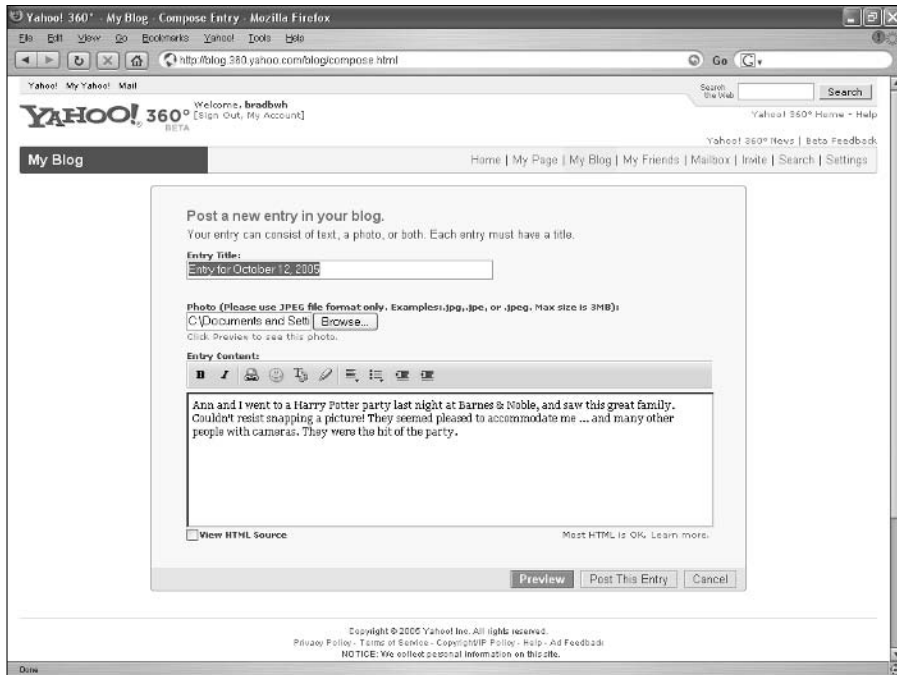 Yahoo! 360° - My Blog - Compose Entry - Mozilla Firefox
File Edit View Go Bookmarks Yahoo! Tools Help
http://blog.360.yahoo.com/blog/compose.html Go G
Yahoo! My Yahoo! Mail
Search the Web Search
YAHOO! 360° BETA
Welcome, bradbwh
[Sign Out, My Account]
Yahoo! 360° Home - Help
Yahoo! 360° News | Beta Feedback
My Blog
Home | My Page | My Blog | My Friends | Mailbox | Invite | Search | Settings
Post a new entry in your blog.
Your entry can consist of text, a photo, or both. Each entry must have a title.
Entry Title:
Entry for October 12, 2005
Photo (Please use JPEG file format only. Examples:.jpg,.jpe, or .jpeg. Max size is 3MB):
C:\Documents and Setti Browse...
Click Preview to see this photo.
Entry Content:
B I
Ann and I went to a Harry Potter party last night at Barnes & Noble, and saw this great family.
Couldn't resist snapping a picture! They seemed pleased to accommodate me ... and many other
people with cameras. They were the hit of the party.
View HTML Source
Most HTML is OK. Learn more.
Preview Post This Entry Cancel
Copyright © 2005 Yahoo! Inc. All rights reserved.
Privacy Policy - Terms of Service - Copyright/IP Policy - Help - Ad Feedback
NOTICE: We collect personal information on this site.
Done